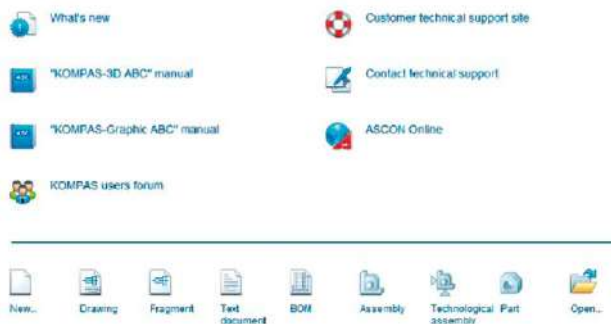 What's new
Customer technical support site
"KOMPAS-3D ABC" manual
Contact technical support
"KOMPAS-Graphic ABC" manual
ASCON Online
KOMPAS users forum
New...
Drawing
Fragment
Text
document
BOM
Assembly
Technological
assembly
Part
Open...